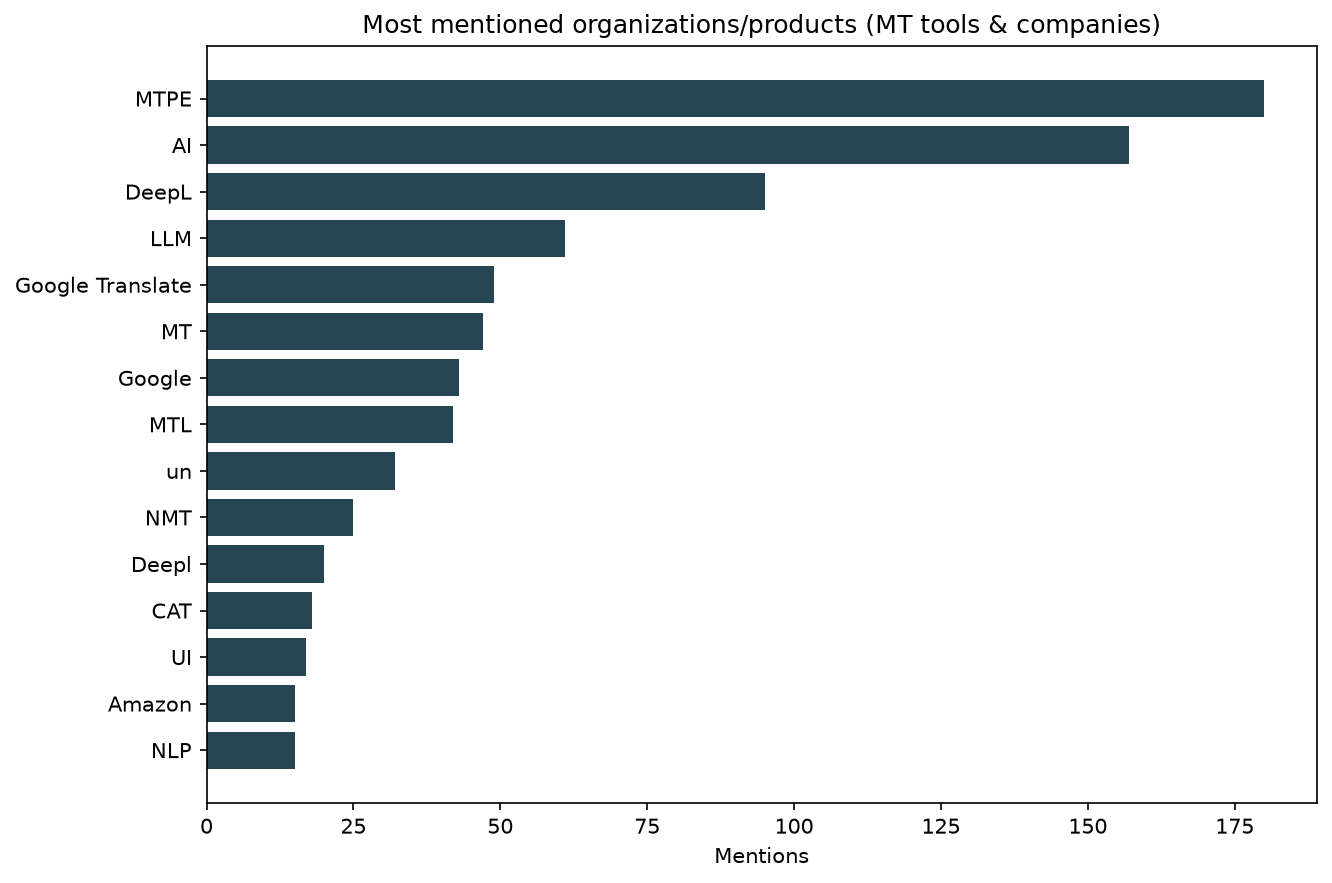 Most mentioned organizations/products (MT tools & companies)
MTPE
AI
DeepL
LLM
Google Translate
MT
Google
MTL
un
NMT
Deepl
CAT
UI
Amazon
NLP
0 25 50 75 100 125 150 175
Mentions